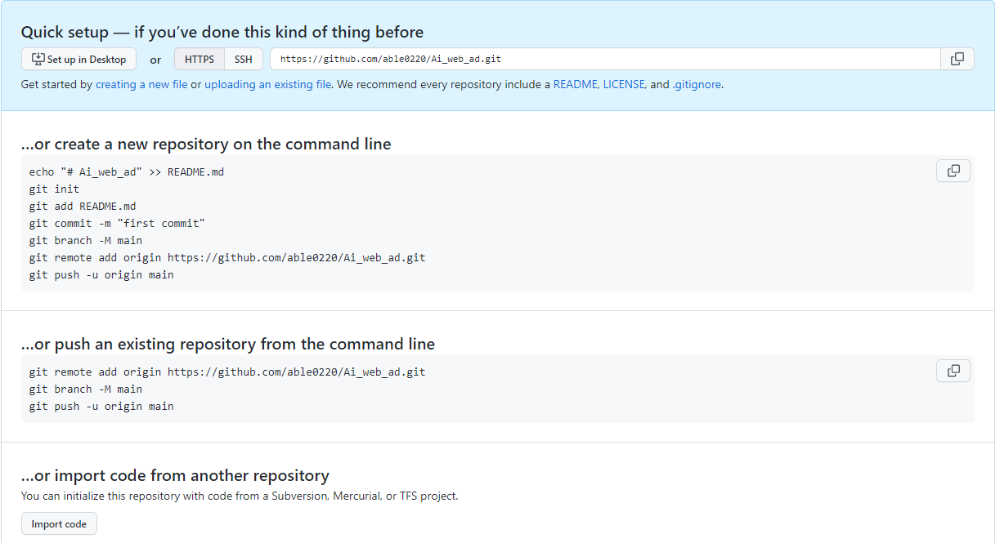 Quick setup — if you’ve done this kind of thing before
Set up in Desktop or HTTPS SSH https://github.com/able0220/Ai_web_ad.git
Get started by creating a new file or uploading an existing file. We recommend every repository include a README, LICENSE, and .gitignore.
…or create a new repository on the command line
echo "# Ai_web_ad" >> README.md
git init
git add README.md
git commit -m "first commit"
git branch -M main
git remote add origin https://github.com/able0220/Ai_web_ad.git
git push -u origin main
…or push an existing repository from the command line
git remote add origin https://github.com/able0220/Ai_web_ad.git
git branch -M main
git push -u origin main
…or import code from another repository
You can initialize this repository with code from a Subversion, Mercurial, or TFS project.
Import code